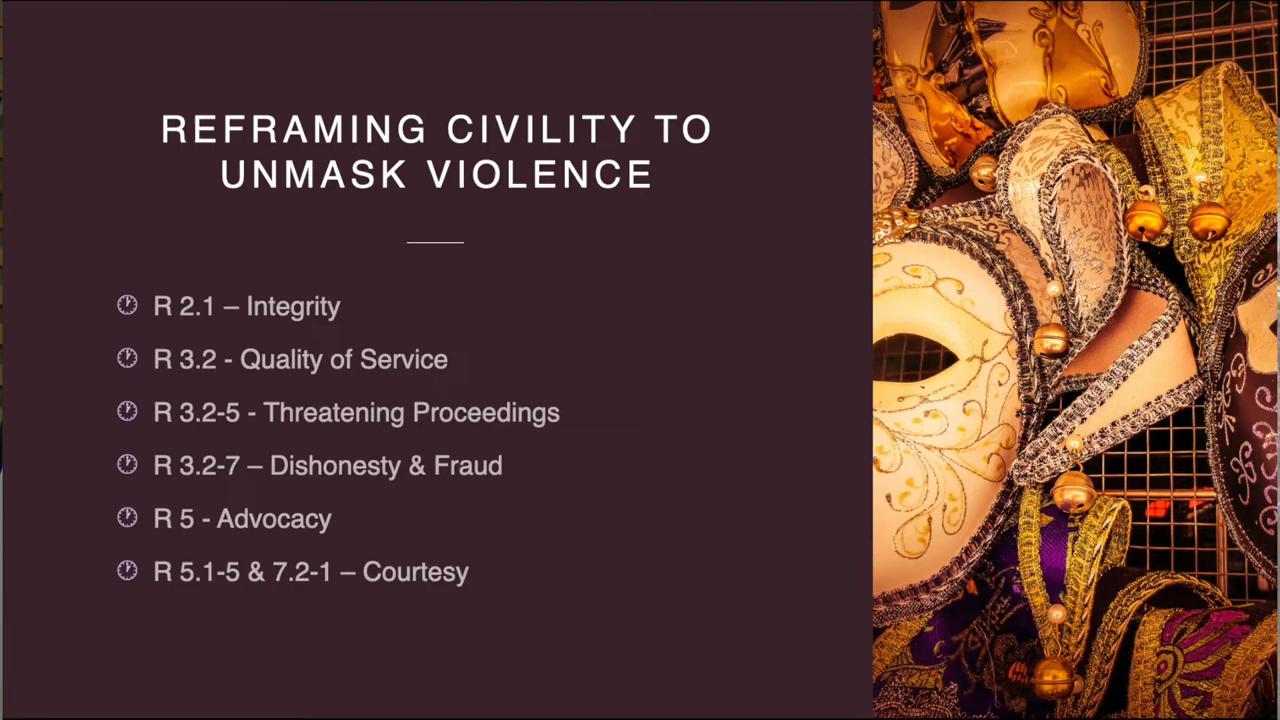 REFRAMING CIVILITY TO
UNMASK VIOLENCE
R 2.1 – Integrity
R 3.2 - Quality of Service
R 3.2-5 - Threatening Proceedings
R 3.2-7 – Dishonesty & Fraud
R 5 - Advocacy
R 5.1-5 & 7.2-1 – Courtesy